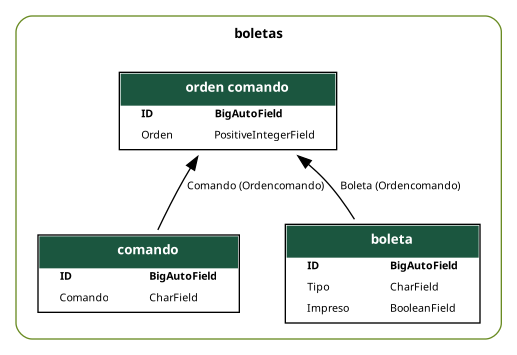 boletas
orden comando
ID BigAutoField
Orden PositiveIntegerField
Comando (Ordencomando) Boleta (Ordencomando)
comando
ID BigAutoField
Comando CharField
boleta
ID BigAutoField
Tipo CharField
Impreso BooleanField